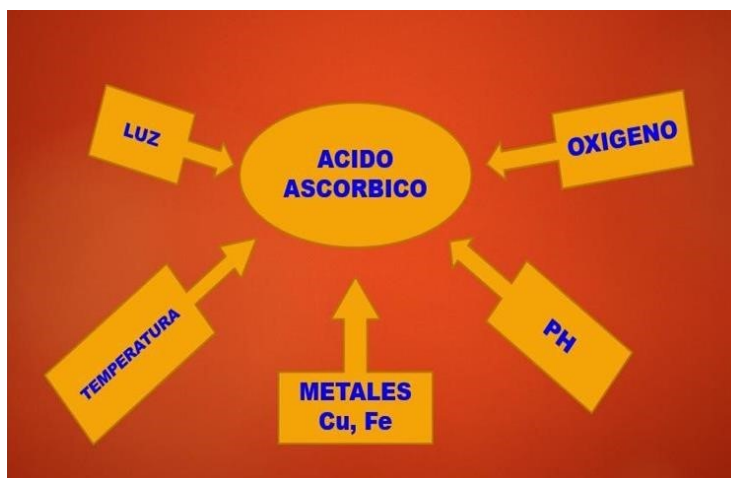 LUZ
ACIDO
ASCORBICO
OXIGENO
TEMPERATURA
METALES
Cu, Fe
PH